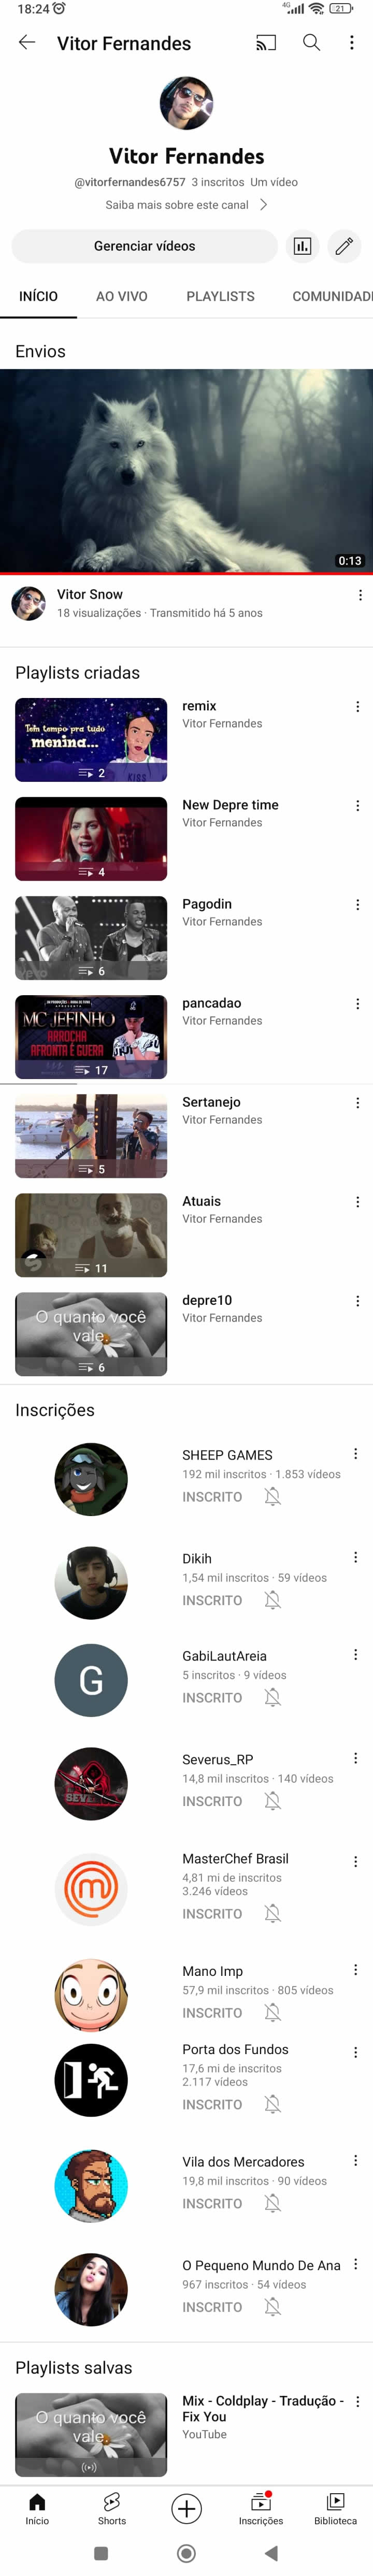 18:24
4G
21
Vitor Fernandes
Vitor Fernandes
@vitorfernandes6757 3 inscritos Um vídeo
Saiba mais sobre este canal
Gerenciar vídeos
INÍCIO AO VIVO PLAYLISTS COMUNIDADE
Envios
0:13
Vitor Snow
18 visualizações · Transmitido há 5 anos
Playlists criadas
Tem tempo pra tudo
menina...
KISS
2
remix
Vitor Fernandes
4
New Depre time
Vitor Fernandes
vevo
6
Pagodin
Vitor Fernandes
APRESENTA
MC JEFINHO
ARROCHA
AFRONTA É GUERA
17
pancadao
Vitor Fernandes
5
Sertanejo
Vitor Fernandes
11
Atuais
Vitor Fernandes
O quanto você
vale
6
depre10
Vitor Fernandes
Inscrições
SHEEP GAMES
192 mil inscritos · 1.853 vídeos
INSCRITO
Dikih
1,54 mil inscritos · 59 vídeos
INSCRITO
G
GabiLautAreia
5 inscritos · 9 vídeos
INSCRITO
Severus_RP
14,8 mil inscritos · 140 vídeos
INSCRITO
MasterChef Brasil
4,81 mi de inscritos
3.246 vídeos
INSCRITO
Mano Imp
57,9 mil inscritos · 805 vídeos
INSCRITO
Porta dos Fundos
17,6 mi de inscritos
2.117 vídeos
INSCRITO
Vila dos Mercadores
19,8 mil inscritos · 90 vídeos
INSCRITO
O Pequeno Mundo De Ana
967 inscritos · 54 vídeos
INSCRITO
Playlists salvas
O quanto você
vale
Mix - Coldplay - Tradução -
Fix You
YouTube
Início Shorts Inscrições Biblioteca